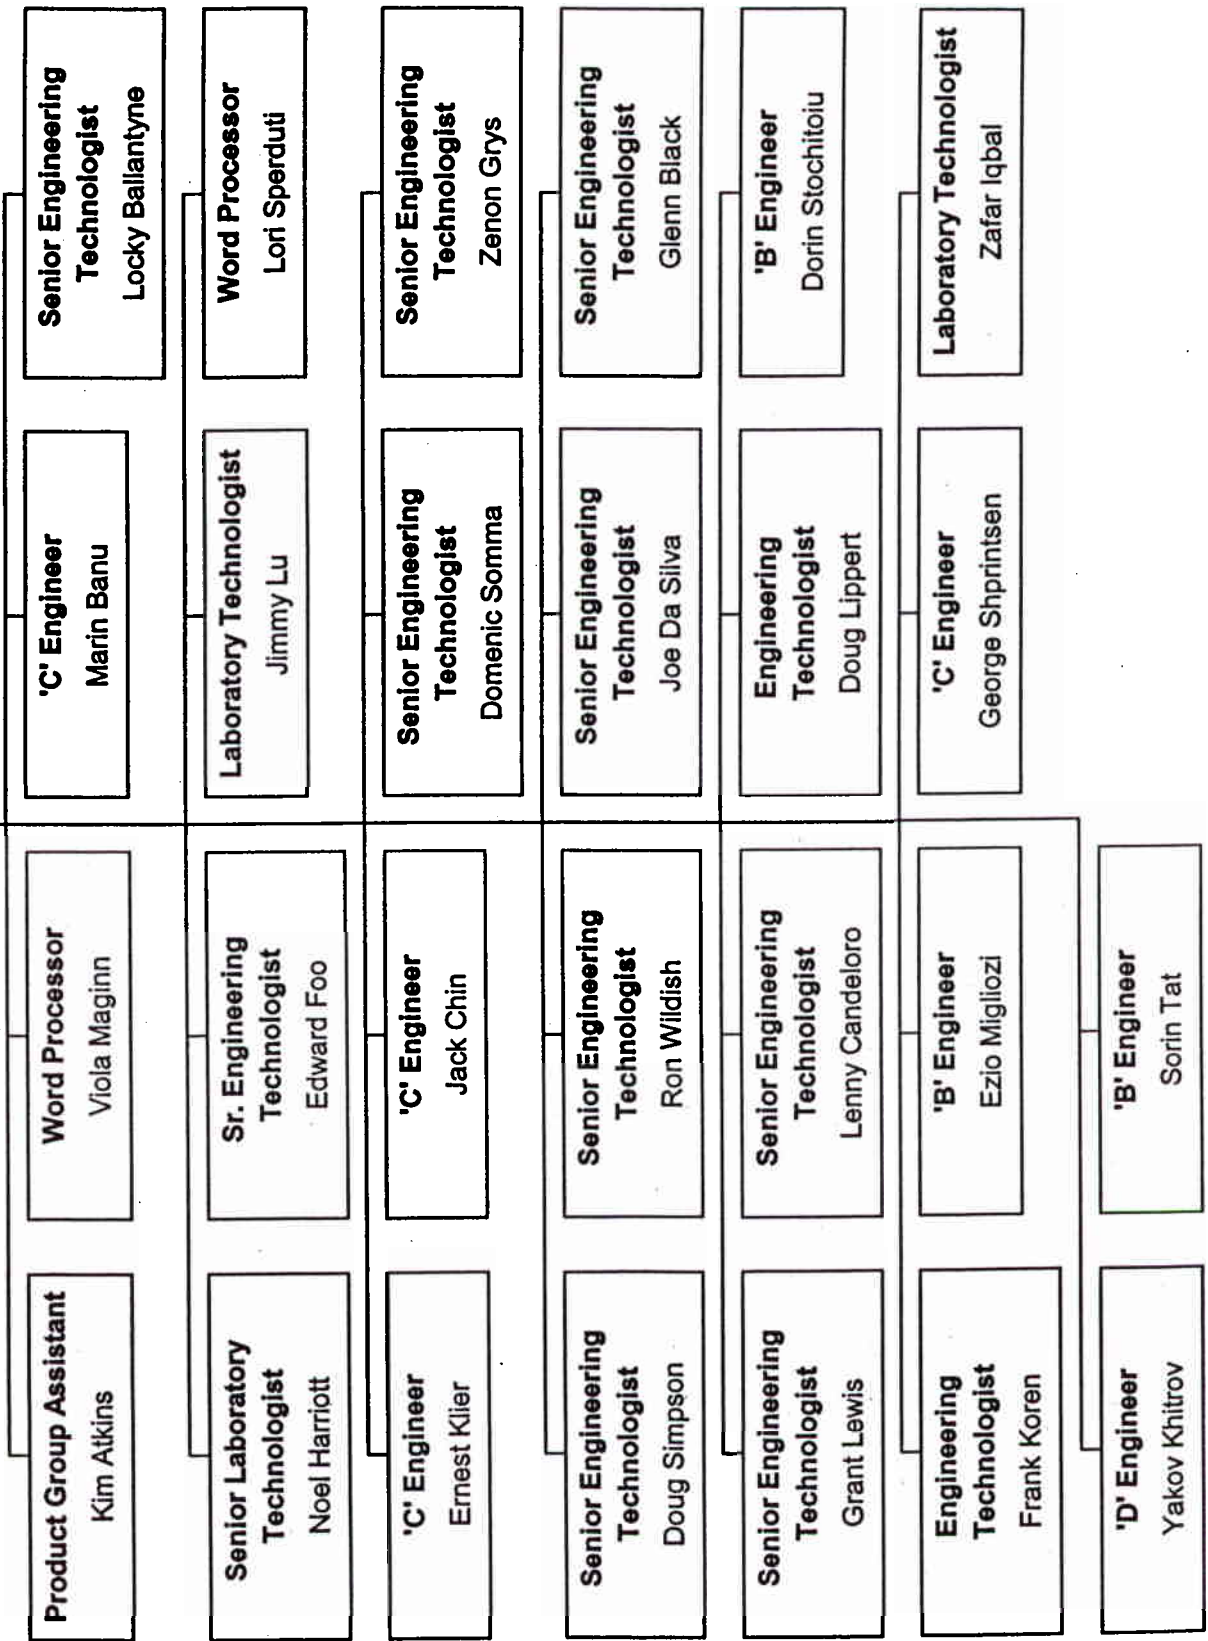 Product Group Assistant
Kim Atkins
Word Processor
Viola Maginn
'C' Engineer
Marin Banu
Senior Engineering
Technologist
Locky Ballantyne
Senior Laboratory
Technologist
Noel Harriott
Sr. Engineering
Technologist
Edward Foo
Laboratory Technologist
Jimmy Lu
Word Processor
Lori Sperduti
'C' Engineer
Ernest Klier
'C' Engineer
Jack Chin
Senior Engineering
Technologist
Domenic Somma
Senior Engineering
Technologist
Zenon Grys
Senior Engineering
Technologist
Doug Simpson
Senior Engineering
Technologist
Ron Wildish
Senior Engineering
Technologist
Joe Da Silva
Senior Engineering
Technologist
Glenn Black
Senior Engineering
Technologist
Grant Lewis
Senior Engineering
Technologist
Lenny Candeloro
Engineering
Technologist
Doug Lippert
'B' Engineer
Dorin Stochitoiu
Engineering
Technologist
Frank Koren
'B' Engineer
Ezio Migliozi
'C' Engineer
George Shprintsen
Laboratory Technologist
Zafar Iqbal
'D' Engineer
Yakov Khitrov
'B' Engineer
Sorin Tat